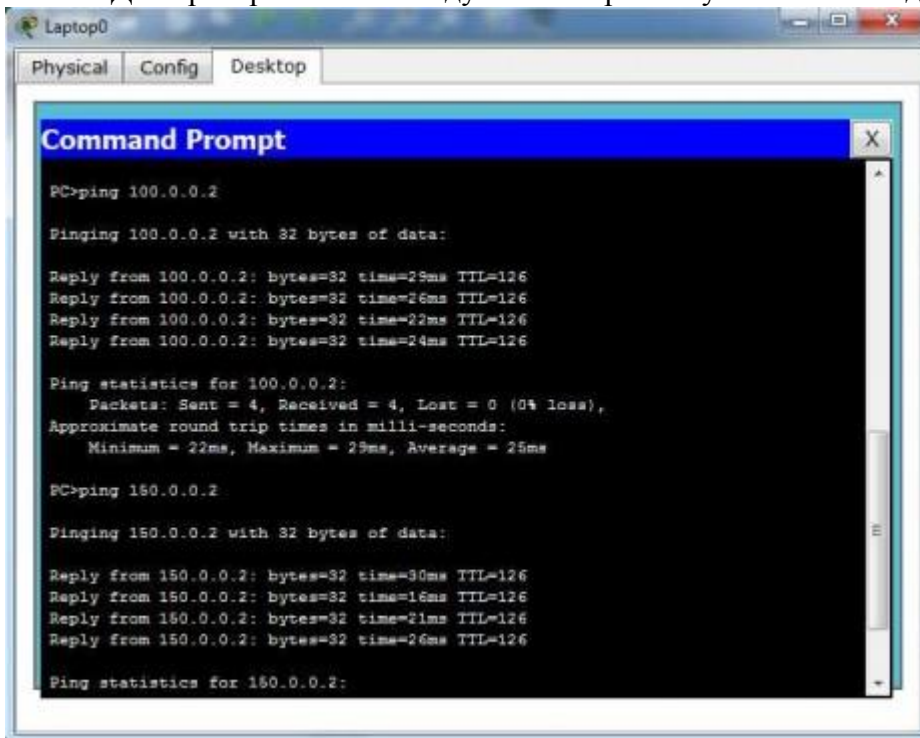 Laptop0
Physical Config Desktop
Command Prompt
X
PC>ping 100.0.0.2
Pinging 100.0.0.2 with 32 bytes of data:
Reply from 100.0.0.2: bytes=32 time=29ms TTL=126
Reply from 100.0.0.2: bytes=32 time=26ms TTL=126
Reply from 100.0.0.2: bytes=32 time=22ms TTL=126
Reply from 100.0.0.2: bytes=32 time=24ms TTL=126
Ping statistics for 100.0.0.2:
Packets: Sent = 4, Received = 4, Lost = 0 (0% loss),
Approximate round trip times in milli-seconds:
Minimum = 22ms, Maximum = 29ms, Average = 25ms
PC>ping 150.0.0.2
Pinging 150.0.0.2 with 32 bytes of data:
Reply from 150.0.0.2: bytes=32 time=30ms TTL=126
Reply from 150.0.0.2: bytes=32 time=16ms TTL=126
Reply from 150.0.0.2: bytes=32 time=21ms TTL=126
Reply from 150.0.0.2: bytes=32 time=26ms TTL=126
Ping statistics for 150.0.0.2: